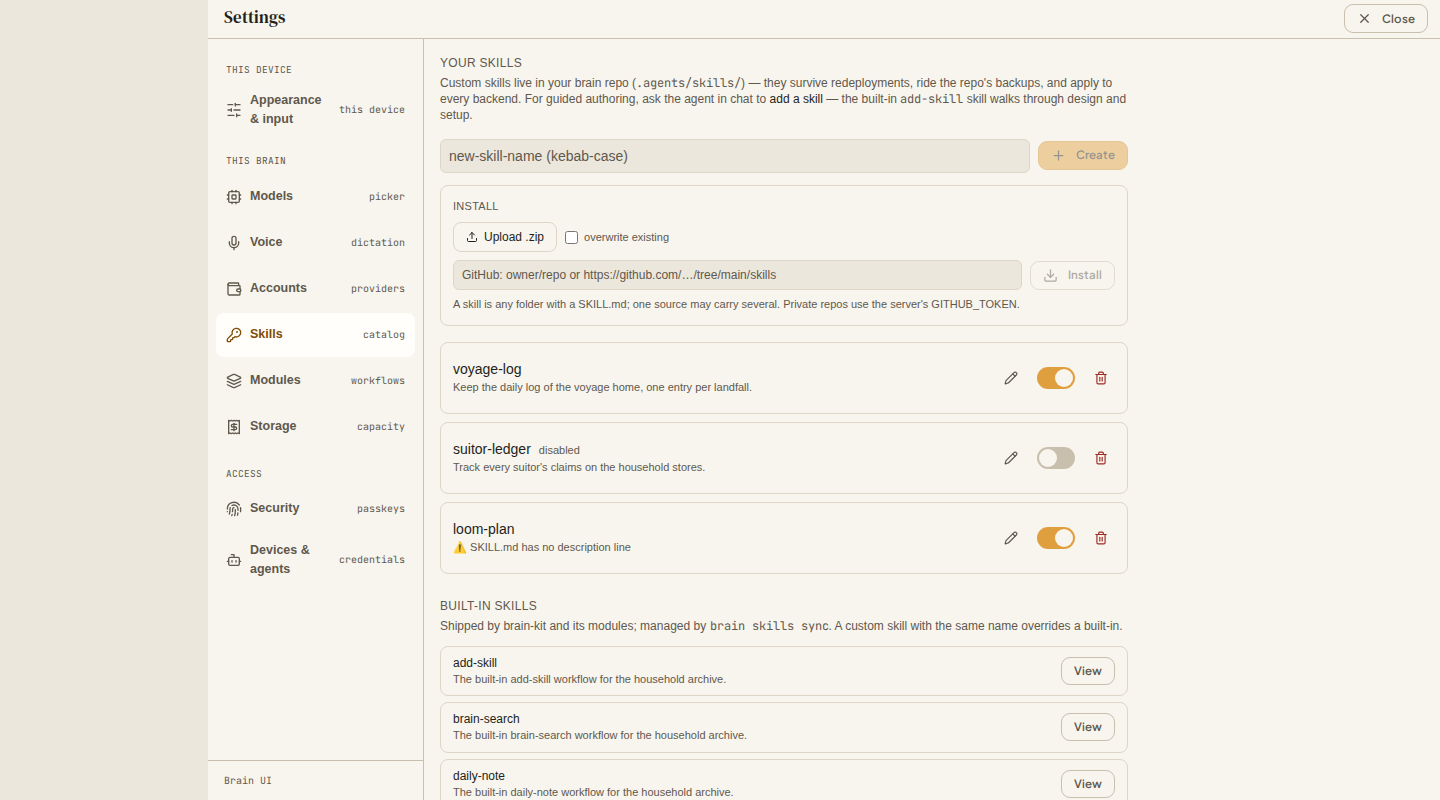 Settings
Close
THIS DEVICE
Appearance & input
this device
THIS BRAIN
Models
picker
Voice
dictation
Accounts
providers
Skills
catalog
Modules
workflows
Storage
capacity
ACCESS
Security
passkeys
Devices & agents
credentials
Brain UI
YOUR SKILLS
Custom skills live in your brain repo (.agents/skills/) — they survive redeployments, ride the repo's backups, and apply to
every backend. For guided authoring, ask the agent in chat to add a skill — the built-in add-skill skill walks through design and
setup.
new-skill-name (kebab-case)
Create
INSTALL
Upload .zip
overwrite existing
GitHub: owner/repo or https://github.com/…/tree/main/skills
Install
A skill is any folder with a SKILL.md; one source may carry several. Private repos use the server's GITHUB_TOKEN.
voyage-log
Keep the daily log of the voyage home, one entry per landfall.
suitor-ledger disabled
Track every suitor's claims on the household stores.
loom-plan
⚠️ SKILL.md has no description line
BUILT-IN SKILLS
Shipped by brain-kit and its modules; managed by brain skills sync. A custom skill with the same name overrides a built-in.
add-skill
The built-in add-skill workflow for the household archive.
View
brain-search
The built-in brain-search workflow for the household archive.
View
daily-note
The built-in daily-note workflow for the household archive.
View